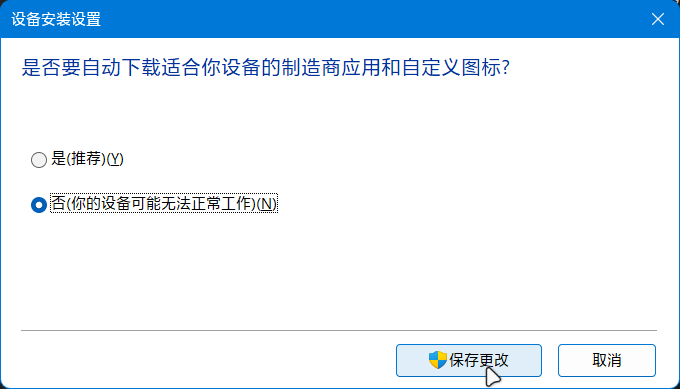 设备安装设置
是否要自动下载适合你设备的制造商应用和自定义图标?
是(推荐)(Y)
否(你的设备可能无法正常工作)(N)
保存更改
取消